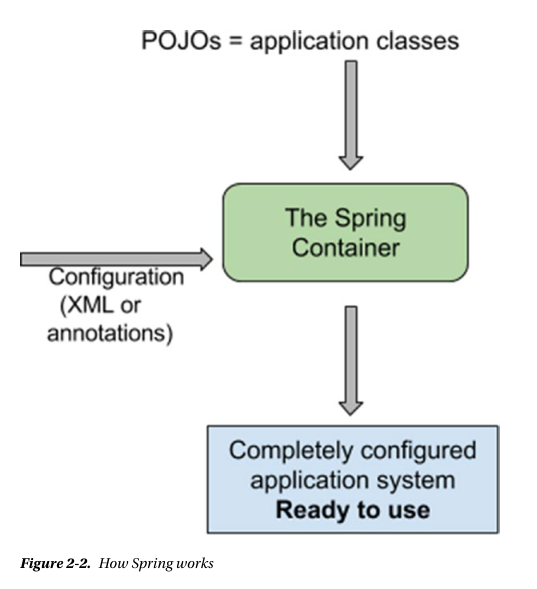 POJOs = application classes
The Spring
Container
Configuration
(XML or
annotations)
Completely configured
application system
Ready to use
Figure 2-2. How Spring works